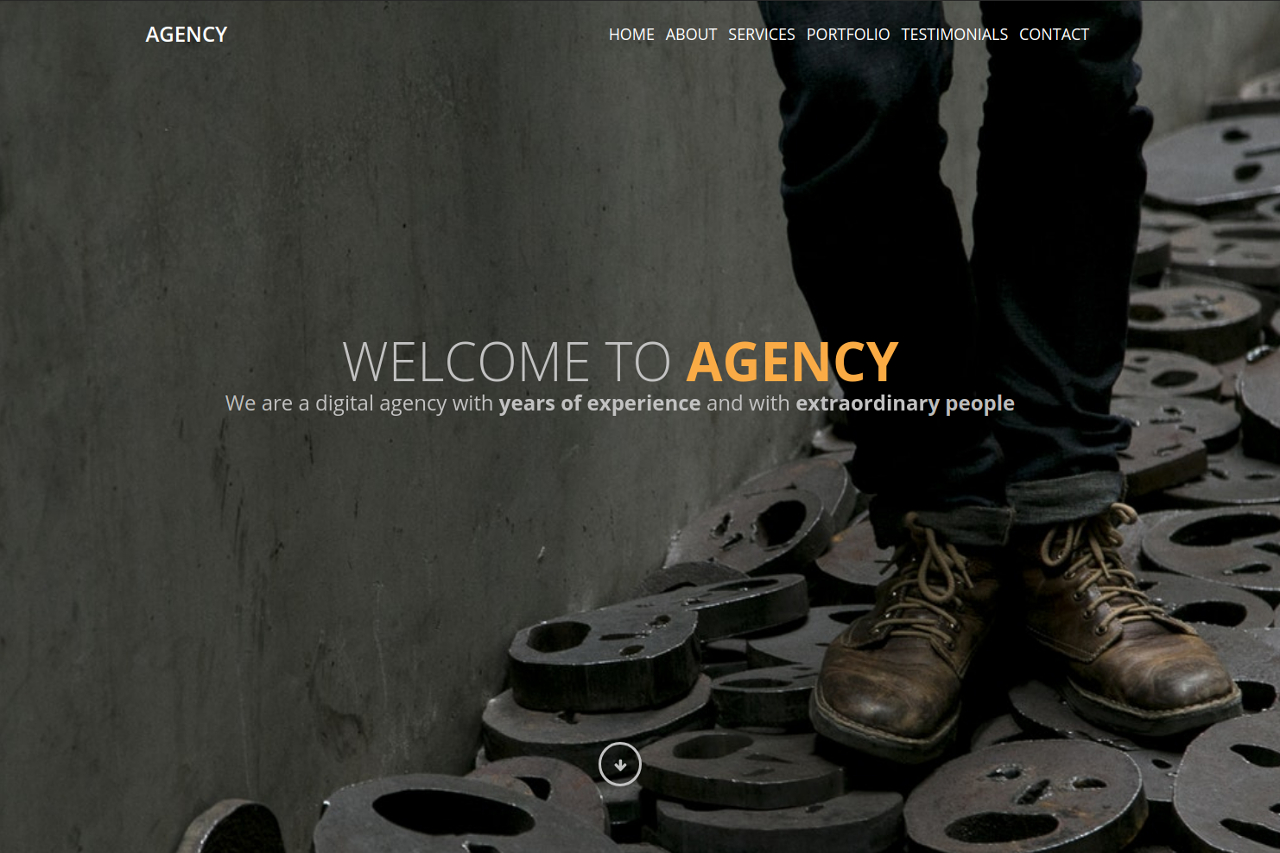 AGENCY
HOME ABOUT SERVICES PORTFOLIO TESTIMONIALS CONTACT
WELCOME TO AGENCY
We are a digital agency with years of experience and with extraordinary people